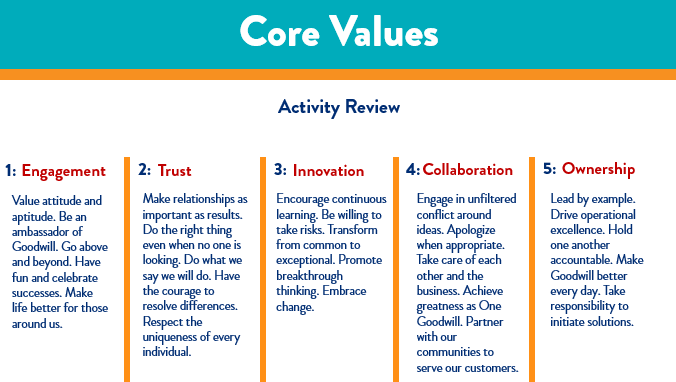 Core Values
Activity Review
1: Engagement
Value attitude and
aptitude. Be an
ambassador of
Goodwill. Go above
and beyond. Have
fun and celebrate
successes. Make
life better for those
around us.
2: Trust
Make relationships as
important as results.
Do the right thing
even when no one is
looking. Do what we
say we will do. Have
the courage to
resolve differences.
Respect the
uniqueness of every
individual.
3: Innovation
Encourage continuous
learning. Be willing to
take risks. Transform
from common to
exceptional. Promote
breakthrough
thinking. Embrace
change.
4: Collaboration
Engage in unfiltered
conflict around
ideas. Apologize
when appropriate.
Take care of each
other and the
business. Achieve
greatness as One
Goodwill. Partner
with our
communities to
serve our customers.
5: Ownership
Lead by example.
Drive operational
excellence. Hold
one another
accountable. Make
Goodwill better
every day. Take
responsibility to
initiate solutions.